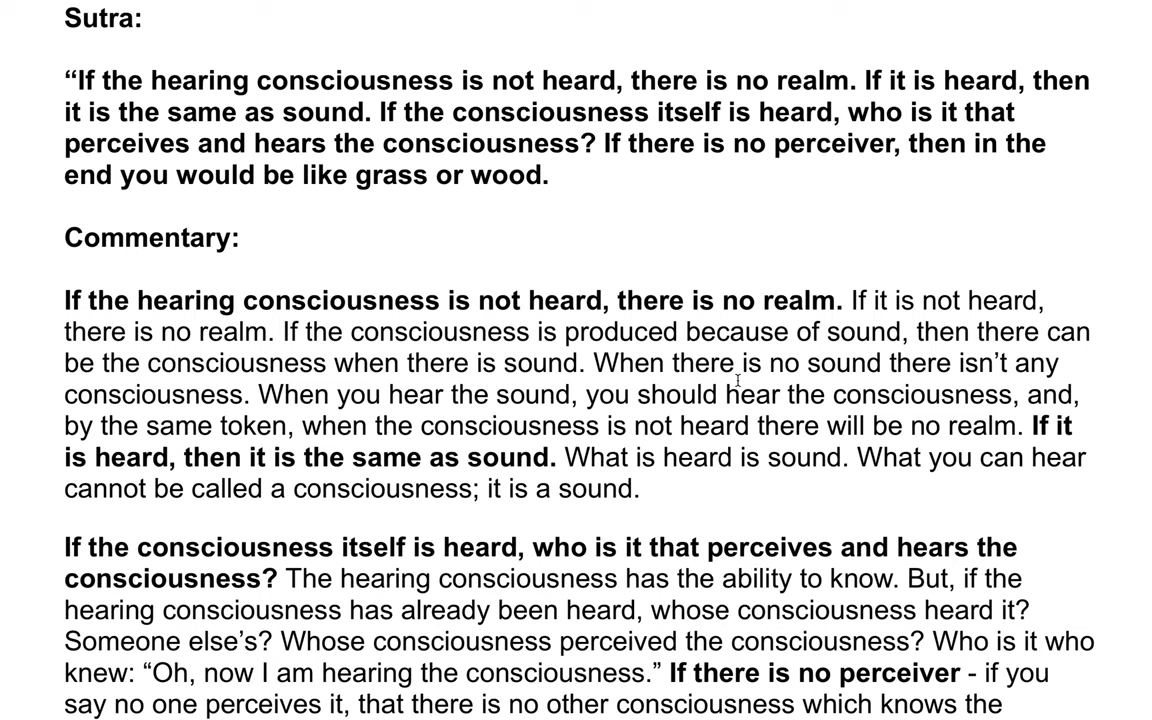 Sutra:
“If the hearing consciousness is not heard, there is no realm. If it is heard, then
it is the same as sound. If the consciousness itself is heard, who is it that
perceives and hears the consciousness? If there is no perceiver, then in the
end you would be like grass or wood.
Commentary:
If the hearing consciousness is not heard, there is no realm. If it is not heard,
there is no realm. If the consciousness is produced because of sound, then there can
be the consciousness when there is sound. When there is no sound there isn’t any
consciousness. When you hear the sound, you should hear the consciousness, and,
by the same token, when the consciousness is not heard there will be no realm. If it
is heard, then it is the same as sound. What is heard is sound. What you can hear
cannot be called a consciousness; it is a sound.
If the consciousness itself is heard, who is it that perceives and hears the
consciousness? The hearing consciousness has the ability to know. But, if the
hearing consciousness has already been heard, whose consciousness heard it?
Someone else’s? Whose consciousness perceived the consciousness? Who is it who
knew: “Oh, now I am hearing the consciousness.” If there is no perceiver - if you
say no one perceives it, that there is no other consciousness which knows the